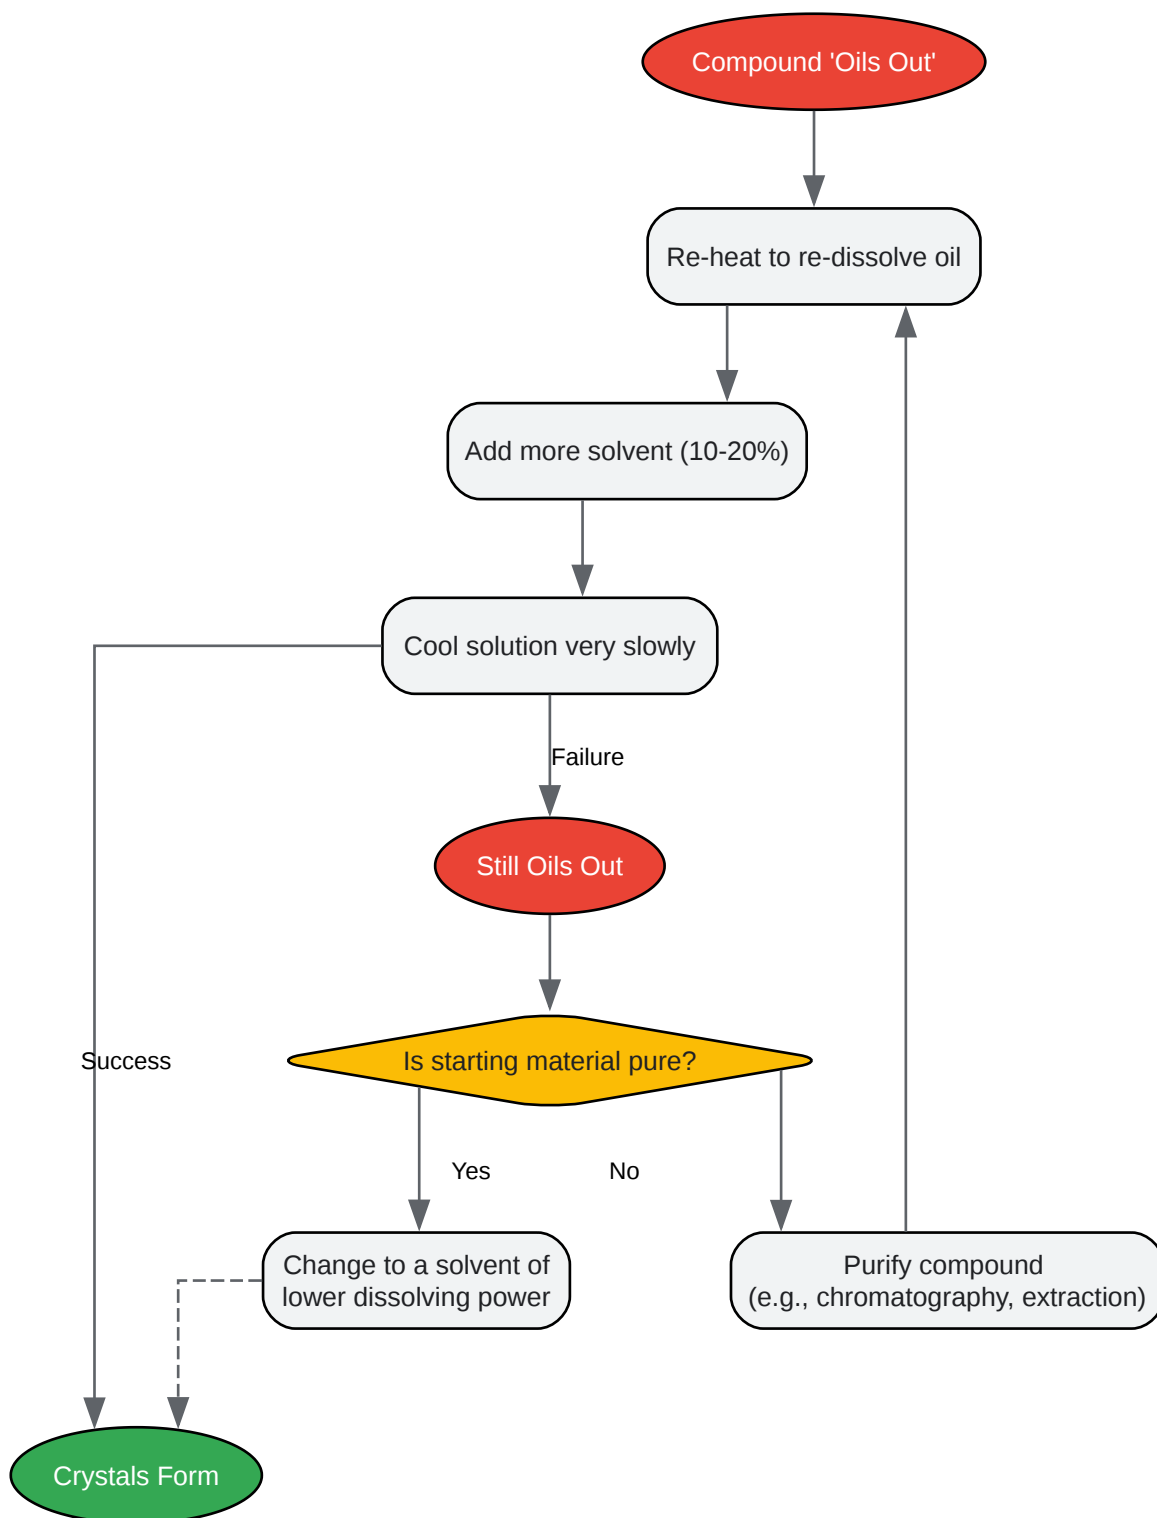 Compound 'Oils Out'
Re-heat to re-dissolve oil
Add more solvent (10-20%)
Cool solution very slowly
Failure
Still Oils Out
Success
Is starting material pure?
Yes
No
Change to a solvent of
lower dissolving power
Purify compound
(e.g., chromatography, extraction)
Crystals Form